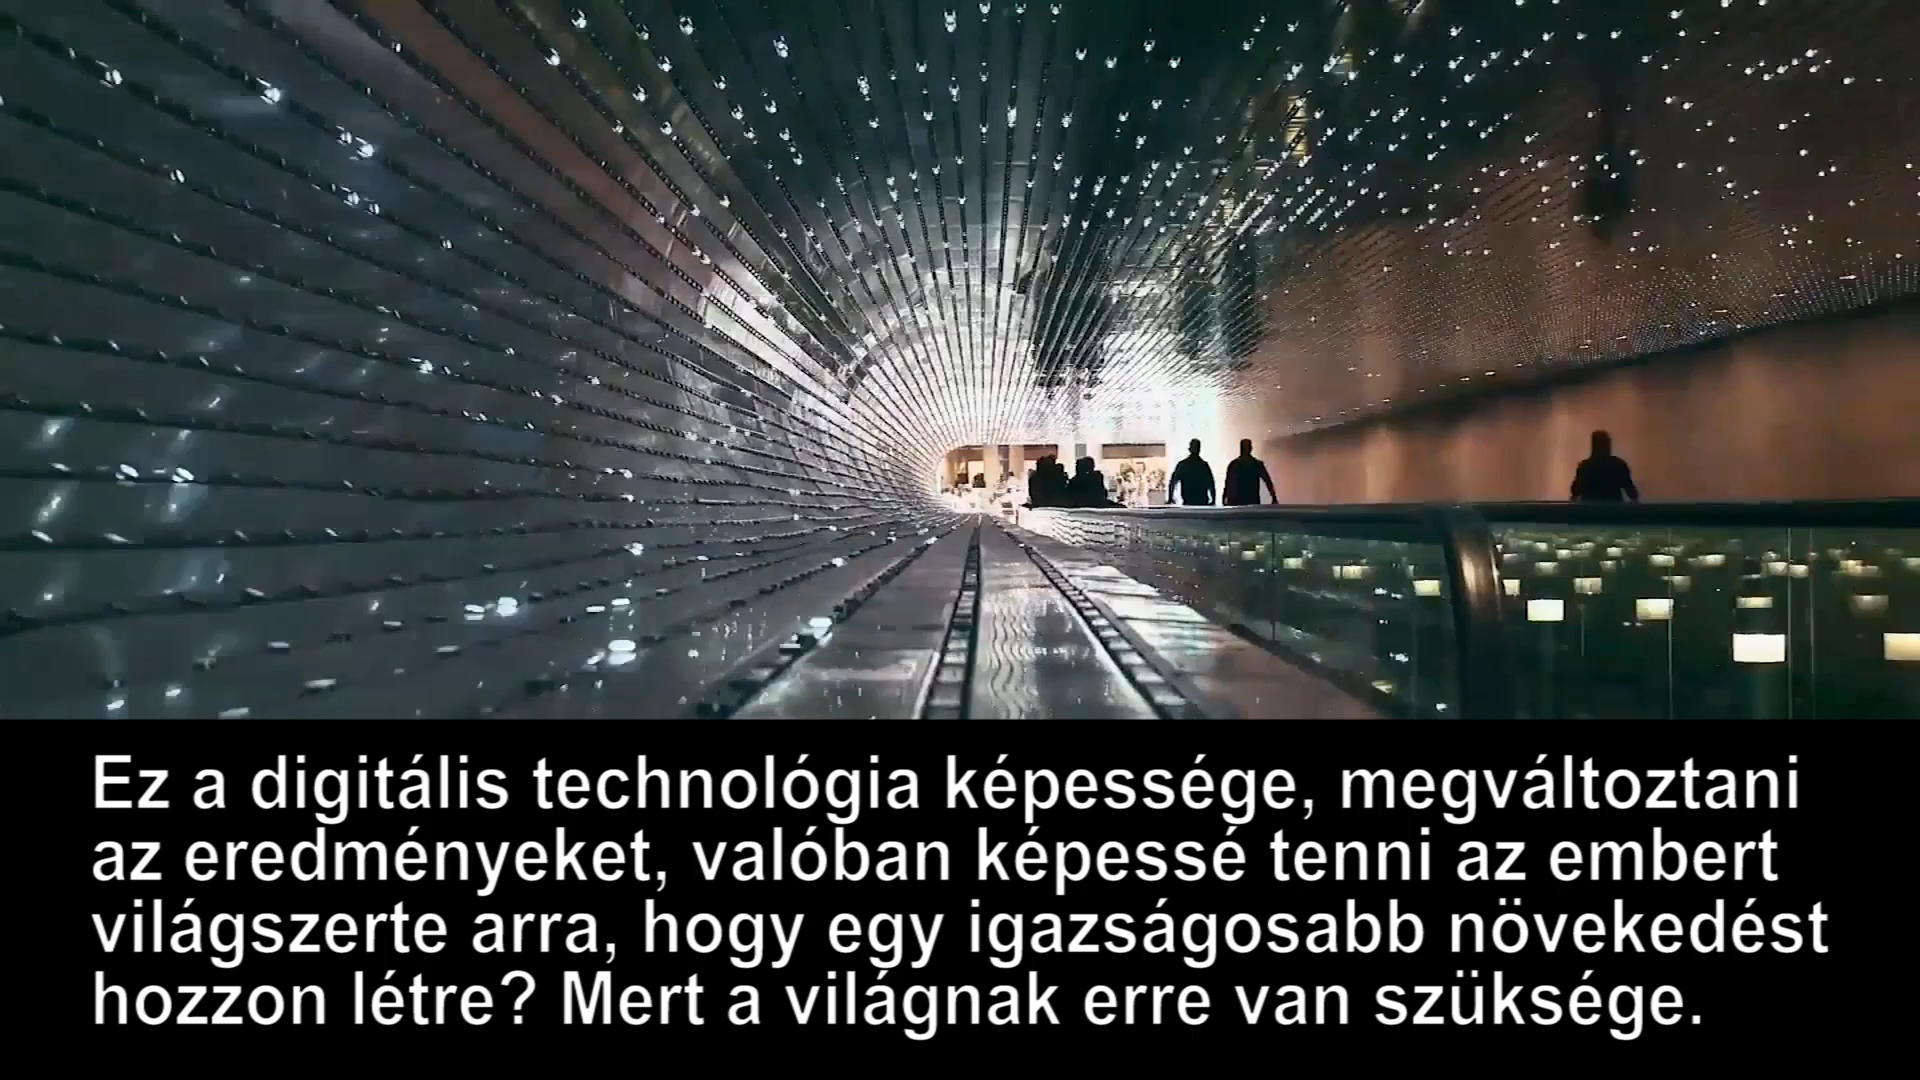 Ez a digitális technológia képessége, megváltoztani
az eredményeket, valóban képessé tenni az embert
világszerte arra, hogy egy igazságosabb növekedést
hozzon létre? Mert a világnak erre van szüksége.